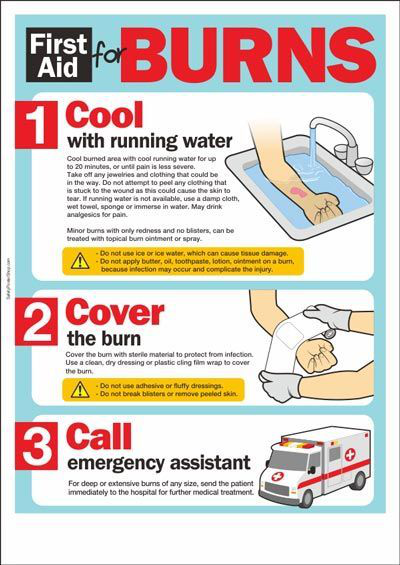 First
Aid
for
BURNS
1
Cool
with running water
Cool burned area with cool running water for up
to 20 minutes, or until pain is less severe.
Take off any jewelries and clothing that could be
in the way. Do not attempt to peel any clothing that
is stuck to the wound as this could cause the skin to
tear. If running water is not available, use a damp cloth,
wet towel, sponge or immerse in water. May drink
analgesics for pain.
Minor burns with only redness and no blisters, can be
treated with topical burn ointment or spray.
- Do not use ice or ice water, which can cause tissue damage.
- Do not apply butter, oil, toothpaste, lotion, ointment on a burn,
because infection may occur and complicate the injury.
2
Cover
the burn
Cover the burn with sterile material to protect from infection.
Use a clean, dry dressing or plastic cling film wrap to cover
the burn.
- Do not use adhesive or fluffy dressings.
- Do not break blisters or remove peeled skin.
3
Call
emergency assistant
For deep or extensive burns of any size, send the patient
immediately to the hospital for further medical treatment.
SafetyPosterShop.com